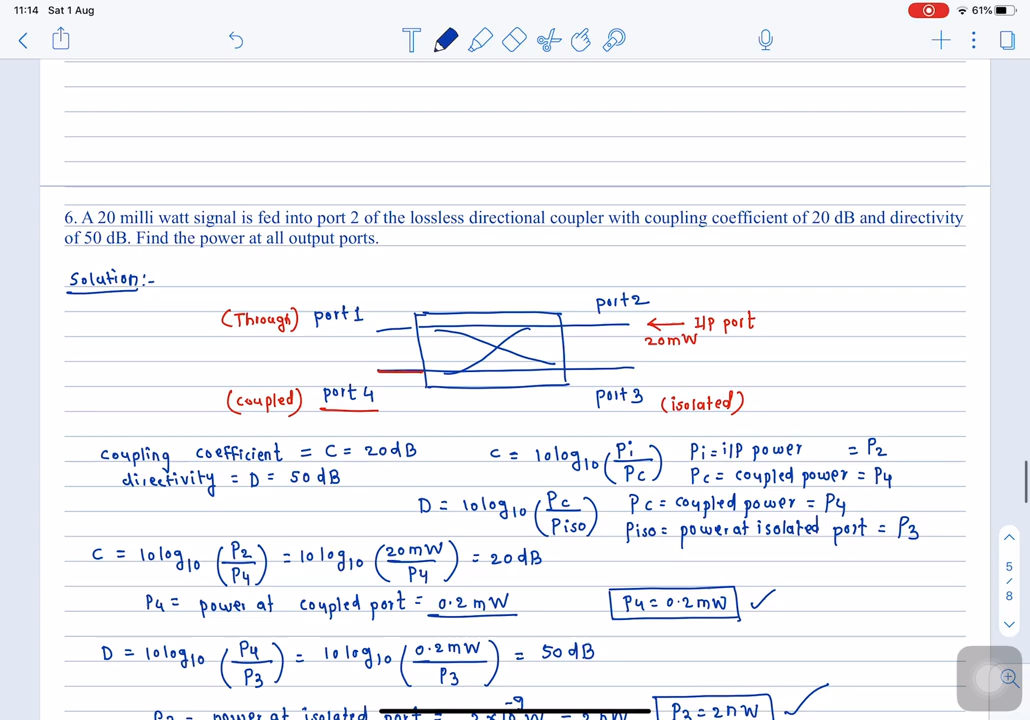 11:14 Sat 1 Aug
61%
T
6. A 20 milli watt signal is fed into port 2 of the lossless directional coupler with coupling coefficient of 20 dB and directivity
of 50 dB. Find the power at all output ports.
Solution:-
(Through) port 1 port2
← I/P port
20mW
(coupled) port 4 port 3 (isolated)
coupling coefficient = C = 20dB C = 10log10 (Pi/Pc) Pi = i/P power = P2
directivity = D = 50dB Pc = coupled power = P4
D = 10log10 (Pc/Piso) Pc = coupled power = P4
Piso = power at isolated port = P3
C = 10log10 (P2/P4) = 10log10 (20mW/P4) = 20dB
P4 = power at coupled port = 0.2mW P4 = 0.2mW ✓
D = 10log10 (P4/P3) = 10log10 (0.2mW/P3) = 50dB
power at isolated port = P3 = 2nW ✓
5
/
8